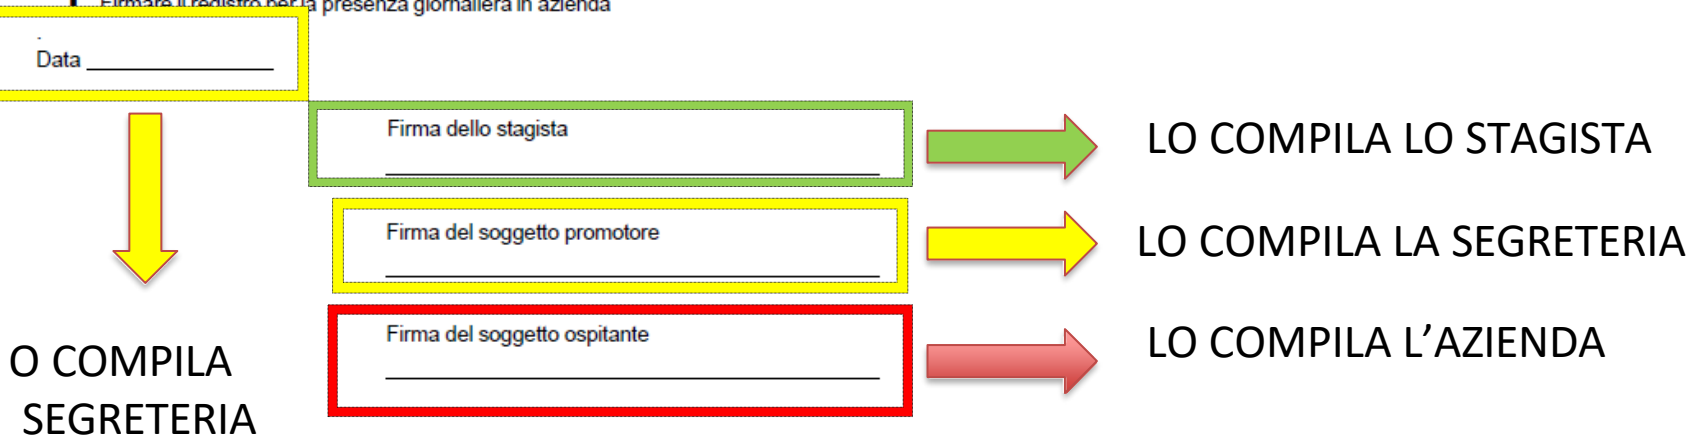 Firmare il registro per la presenza giornaliera in azienda
.
Data
Firma dello stagista
LO COMPILA LO STAGISTA
Firma del soggetto promotore
LO COMPILA LA SEGRETERIA
Firma del soggetto ospitante
LO COMPILA L’AZIENDA
O COMPILA
SEGRETERIA